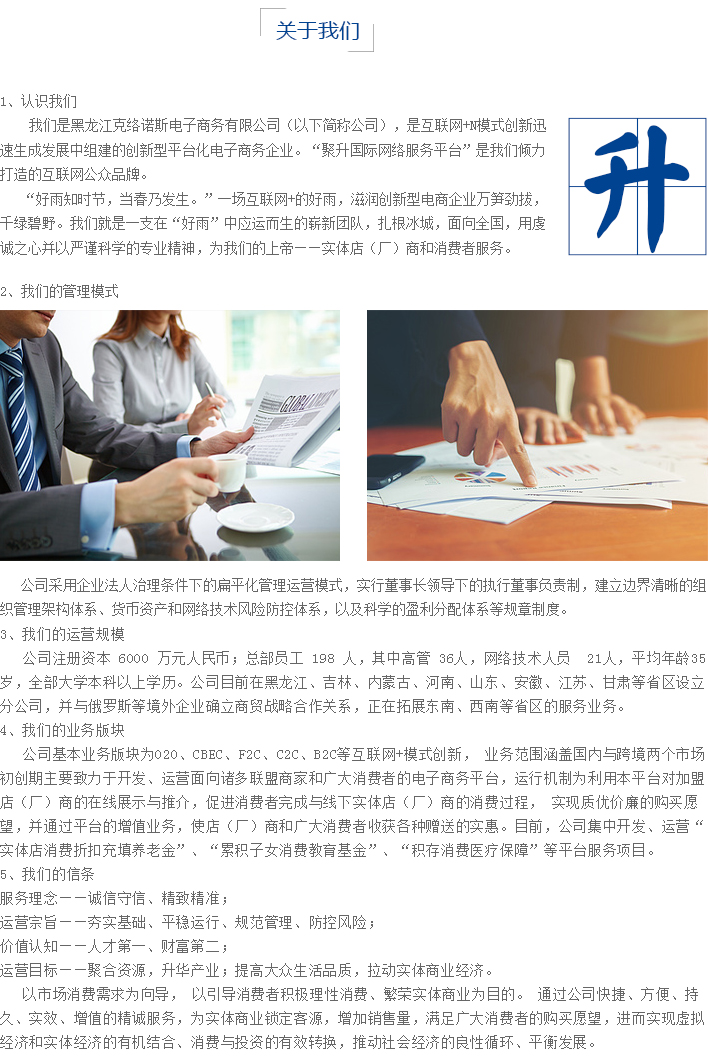 关于我们
1、认识我们
我们是黑龙江克络诺斯电子商务有限公司（以下简称公司），是互联网+N模式创新迅
速生成发展中组建的创新型平台化电子商务企业。“聚升国际网络服务平台”是我们倾力
打造的互联网公众品牌。
“好雨知时节，当春乃发生。”一场互联网+的好雨，滋润创新型电商企业万笋劲拔，
千绿碧野。我们就是一支在“好雨”中应运而生的崭新团队，扎根冰城，面向全国，用虔
诚之心并以严谨科学的专业精神，为我们的上帝——实体店（厂）商和消费者服务。
升
2、我们的管理模式
GLOBAL
公司采用企业法人治理条件下的扁平化管理运营模式，实行董事长领导下的执行董事负责制，建立边界清晰的组
织管理架构体系、货币资产和网络技术风险防控体系，以及科学的盈利分配体系等规章制度。
3、我们的运营规模
公司注册资本 6000 万元人民币；总部员工 198 人，其中高管 36人，网络技术人员 21人，平均年龄35
岁，全部大学本科以上学历。公司目前在黑龙江、吉林、内蒙古、河南、山东、安徽、江苏、甘肃等省区设立
分公司，并与俄罗斯等境外企业确立商贸战略合作关系，正在拓展东南、西南等省区的服务业务。
4、我们的业务版块
公司基本业务版块为O2O、CBEC、F2C、C2C、B2C等互联网+模式创新， 业务范围涵盖国内与跨境两个市场
初创期主要致力于开发、运营面向诸多联盟商家和广大消费者的电子商务平台，运行机制为利用本平台对加盟
店（厂）商的在线展示与推介，促进消费者完成与线下实体店（厂）商的消费过程， 实现质优价廉的购买愿
望，并通过平台的增值业务，使店（厂）商和广大消费者收获各种赠送的实惠。目前，公司集中开发、运营“
实体店消费折扣充填养老金”、“累积子女消费教育基金”、“积存消费医疗保障”等平台服务项目。
5、我们的信条
服务理念——诚信守信、精致精准；
运营宗旨——夯实基础、平稳运行、规范管理、防控风险；
价值认知——人才第一、财富第二；
运营目标——聚合资源，升华产业；提高大众生活品质，拉动实体商业经济。
以市场消费需求为向导， 以引导消费者积极理性消费、繁荣实体商业为目的。 通过公司快捷、方便、持
久、实效、增值的精诚服务，为实体商业锁定客源，增加销售量，满足广大消费者的购买愿望，进而实现虚拟
经济和实体经济的有机结合、消费与投资的有效转换，推动社会经济的良性循环、平衡发展。